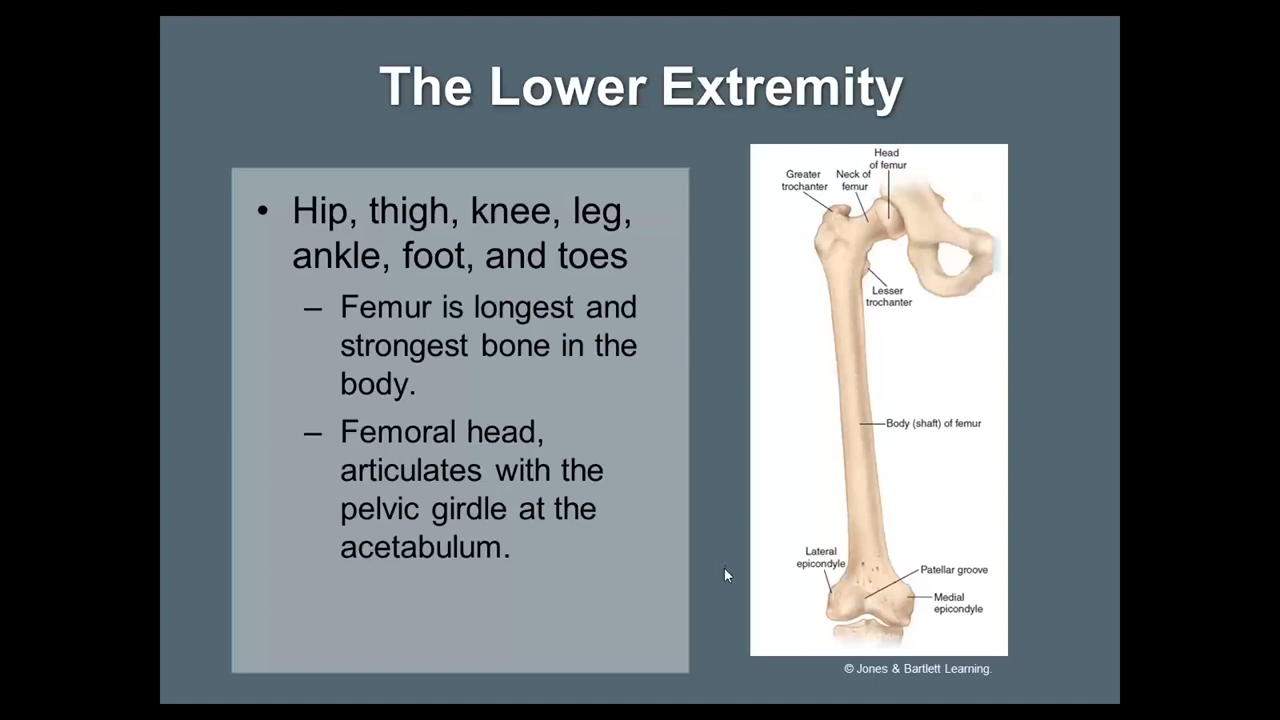 The Lower Extremity
• Hip, thigh, knee, leg,
ankle, foot, and toes
– Femur is longest and
strongest bone in the
body.
– Femoral head,
articulates with the
pelvic girdle at the
acetabulum.
Head
of femur
Greater
trochanter
Neck of
femur
Lesser
trochanter
Body (shaft) of femur
Lateral
epicondyle
Patellar groove
Medial
epicondyle
© Jones & Bartlett Learning.